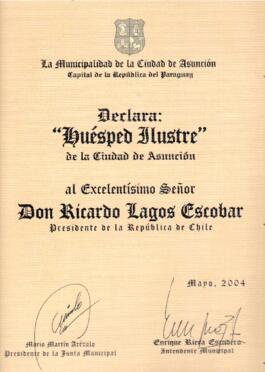 La Municipalidad de la Ciudad de Asunción
Capital de la República del Paraguay
Declara:
"Huésped Ilustre"
de la Ciudad de Asunción
al Excelentísimo Señor
Don Ricardo Lagos Escobar
Presidente de la República de Chile
Mayo, 2004
Mario Martín Arévalo
Presidente de la Junta Municipal
Enrique Riera Escudero
Intendente Municipal